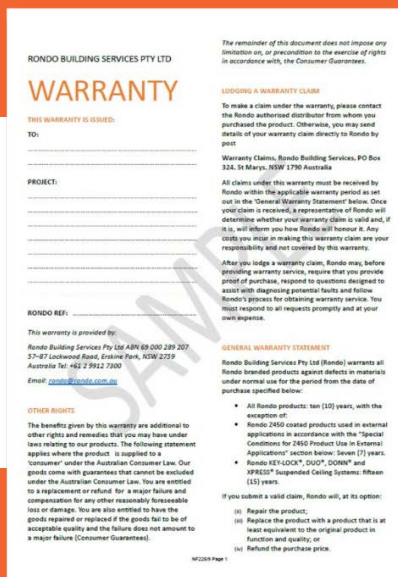 RONDO BUILDING SERVICES PTY LTD
WARRANTY
THIS WARRANTY IS ISSUED:
TO:
PROJECT:
RONDO REF:
This warranty is provided by:
Rondo Building Services Pty Ltd ABN 69 000 289 207
57–87 Lockwood Road, Erskine Park, NSW 2759
Australia Tel: +61 2 9912 7300
Email: rondo@rondo.com.au
OTHER RIGHTS
The benefits given by this warranty are additional to
other rights and remedies that you may have under
laws relating to our products. The following statement
applies where the product is supplied to a
'consumer' under the Australian Consumer Law. Our
goods come with guarantees that cannot be excluded
under the Australian Consumer Law. You are entitled
to a replacement or refund for a major failure and
compensation for any other reasonably foreseeable
loss or damage. You are also entitled to have the
goods repaired or replaced if the goods fail to be of
acceptable quality and the failure does not amount to
a major failure (Consumer Guarantees).
The remainder of this document does not impose any
limitation on, or precondition to the exercise of rights
in accordance with, the Consumer Guarantees.
LODGING A WARRANTY CLAIM
To make a claim under the warranty, please contact
the Rondo authorised distributor from whom you
purchased the product. Otherwise, you may send
details of your warranty claim directly to Rondo by
post
Warranty Claims, Rondo Building Services, PO Box
324, St Marys, NSW 1790 Australia
All claims under this warranty must be received by
Rondo within the applicable warranty period as set
out in the 'General Warranty Statement' below. Once
your claim is received, a representative of Rondo will
determine whether your warranty claim is valid and, if
it is, will inform you how Rondo will honour it. Any
costs you incur in making this warranty claim are your
responsibility and not covered by this warranty.
After you lodge a warranty claim, Rondo may, before
providing warranty service, require that you provide
proof of purchase, respond to questions designed to
assist with diagnosing potential faults and follow
Rondo's process for obtaining warranty service. You
must respond to all requests promptly and at your
own expense.
GENERAL WARRANTY STATEMENT
Rondo Building Services Pty Ltd (Rondo) warrants all
Rondo branded products against defects in materials
under normal use for the period from the date of
purchase specified below:
• All Rondo products: ten (10) years, with the
exception of:
• Rondo Z450 coated products used in external
applications in accordance with the "Special
Conditions for Z450 Product Use in External
Applications" section below: Seven (7) years.
• Rondo KEY-LOCK®, DUO®, DONN® and
XPRESS® Suspended Ceiling Systems: fifteen
(15) years.
If you submit a valid claim, Rondo will, at its option:
(i) Repair the product;
(ii) Replace the product with a product that is at
least equivalent to the original product in
function and quality; or
(iv) Refund the purchase price.
NF2269 Page 1
SAMPLE